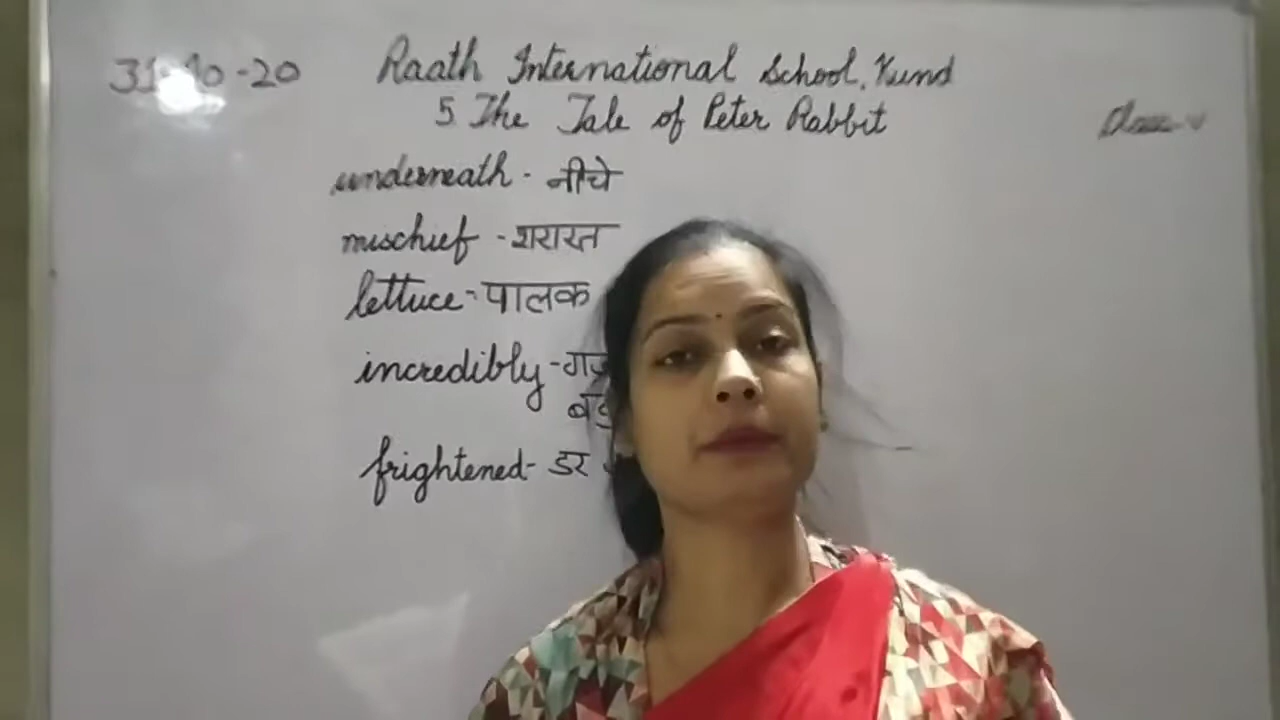 31-10-20 Raath International School, Kund
5 The Tale of Peter Rabbit
Class V
underneath - नीचे
mischief - शरारत
lettuce - पालक
incredibly -
frightened - डर